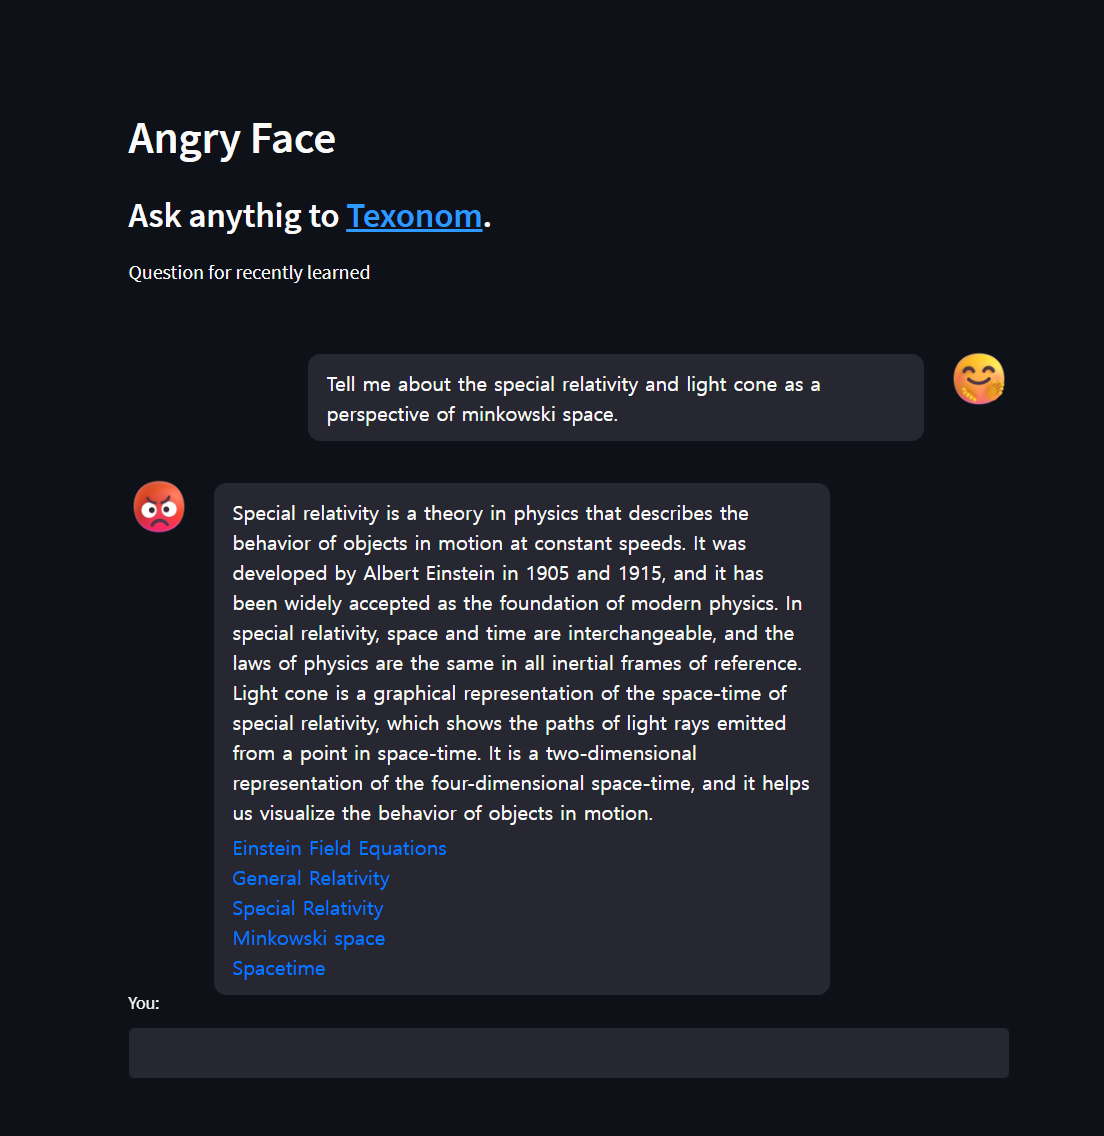 Angry Face
Ask anythig to Texonom.
Question for recently learned
Tell me about the special relativity and light cone as a
perspective of minkowski space.
Special relativity is a theory in physics that describes the
behavior of objects in motion at constant speeds. It was
developed by Albert Einstein in 1905 and 1915, and it has
been widely accepted as the foundation of modern physics. In
special relativity, space and time are interchangeable, and the
laws of physics are the same in all inertial frames of reference.
Light cone is a graphical representation of the space-time of
special relativity, which shows the paths of light rays emitted
from a point in space-time. It is a two-dimensional
representation of the four-dimensional space-time, and it helps
us visualize the behavior of objects in motion.
Einstein Field Equations
General Relativity
Special Relativity
Minkowski space
Spacetime
You: